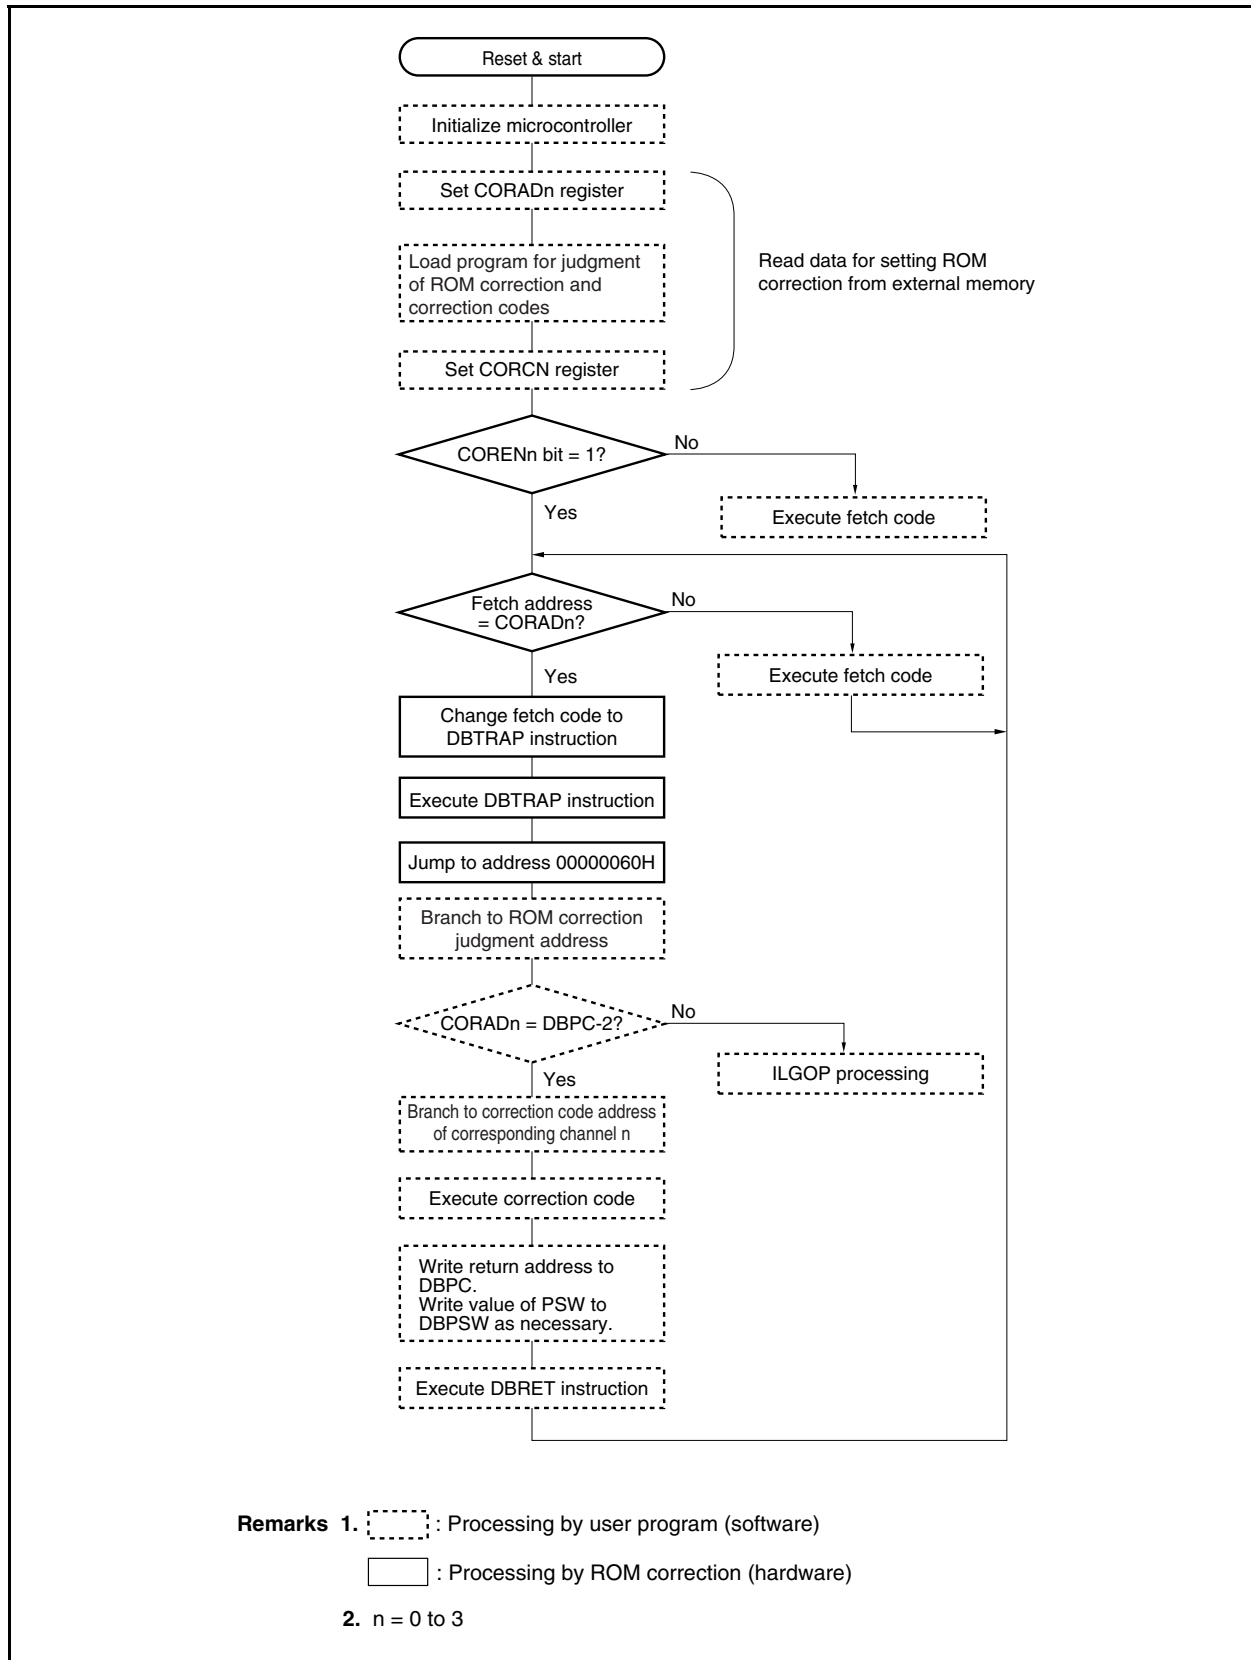 Reset & start
Initialize microcontroller
Set CORADn register
Load program for judgment
of ROM correction and
correction codes
Read data for setting ROM
correction from external memory
Set CORCN register
CORENn bit = 1?
No
Yes
Execute fetch code
Fetch address
= CORADn?
No
Yes
Execute fetch code
Change fetch code to
DBTRAP instruction
Execute DBTRAP instruction
Jump to address 00000060H
Branch to ROM correction
judgment address
CORADn = DBPC-2?
No
Yes
ILGOP processing
Branch to correction code address
of corresponding channel n
Execute correction code
Write return address to
DBPC.
Write value of PSW to
DBPSW as necessary.
Execute DBRET instruction
Remarks 1. : Processing by user program (software)
: Processing by ROM correction (hardware)
2. n = 0 to 3